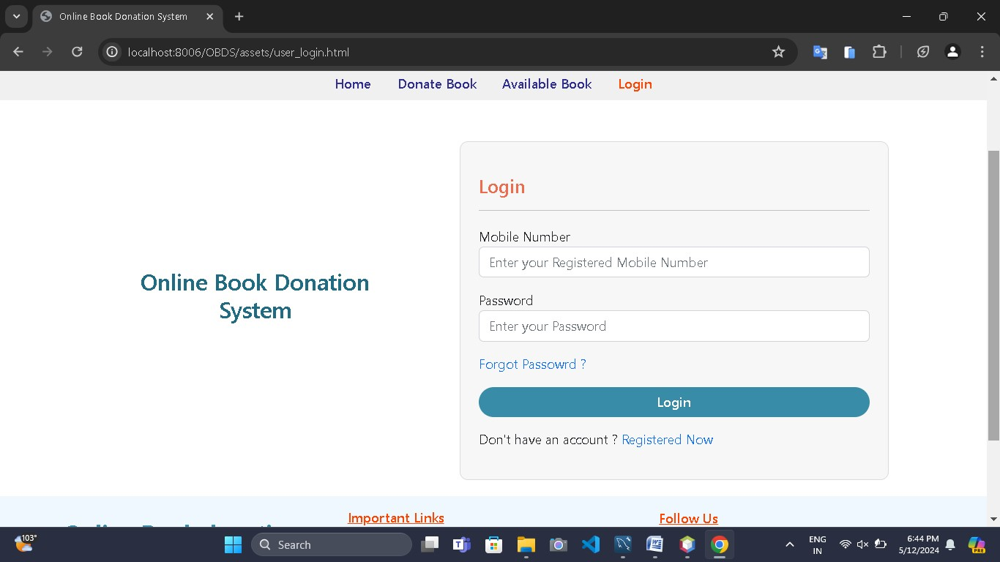 Online Book Donation System
localhost:8006/OBDS/assets/user_login.html
Home Donate Book Available Book Login
Online Book Donation
System
Login
Mobile Number
Enter your Registered Mobile Number
Password
Enter your Password
Forgot Passowrd ?
Login
Don't have an account ? Registered Now
Important Links
Follow Us
103°
Search
ENG
IN
6:44 PM
5/12/2024
PRE